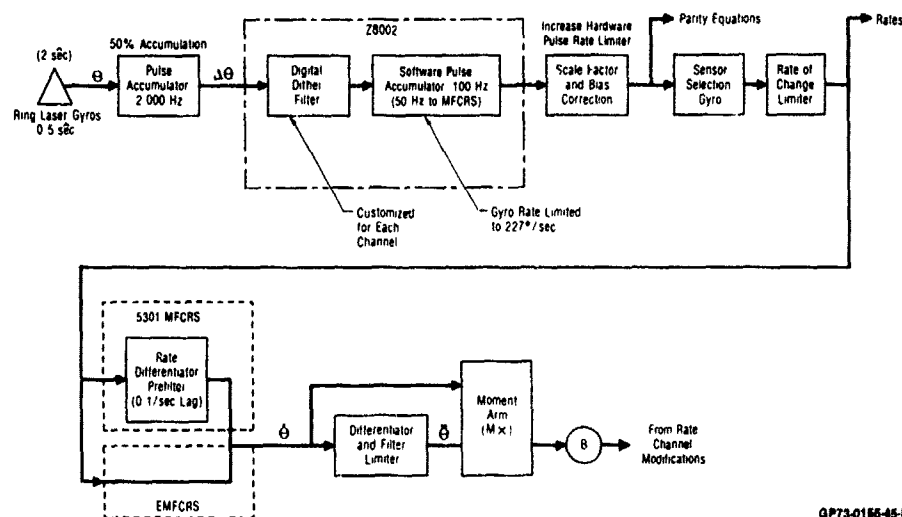 Z8002
(2 sêc)
50% Accumulation
Increase Hardware
Pulse Rate Limiter
Parity Equations
Rates
Θ
Pulse
Accumulator
2 000 Hz
ΔΘ
Digital
Dither
Filter
Software Pulse
Accumulator 100 Hz
(50 Hz to MFCRS)
Scale Factor
and Bias
Correction
Sensor
Selection
Gyro
Rate of
Change
Limiter
Ring Laser Gyros
0 5 sêc
Customized
for Each
Channel
Gyro Rate Limited
to 227°/sec
5301 MFCRS
Rate
Differentiator
Prefilter
(0 1/sec Lag)
Θ̇
Differentiator
and Filter
Limiter
Θ̈
Moment
Arm
(M×)
B
From Rate
Channel
Modifications
EMFCRS